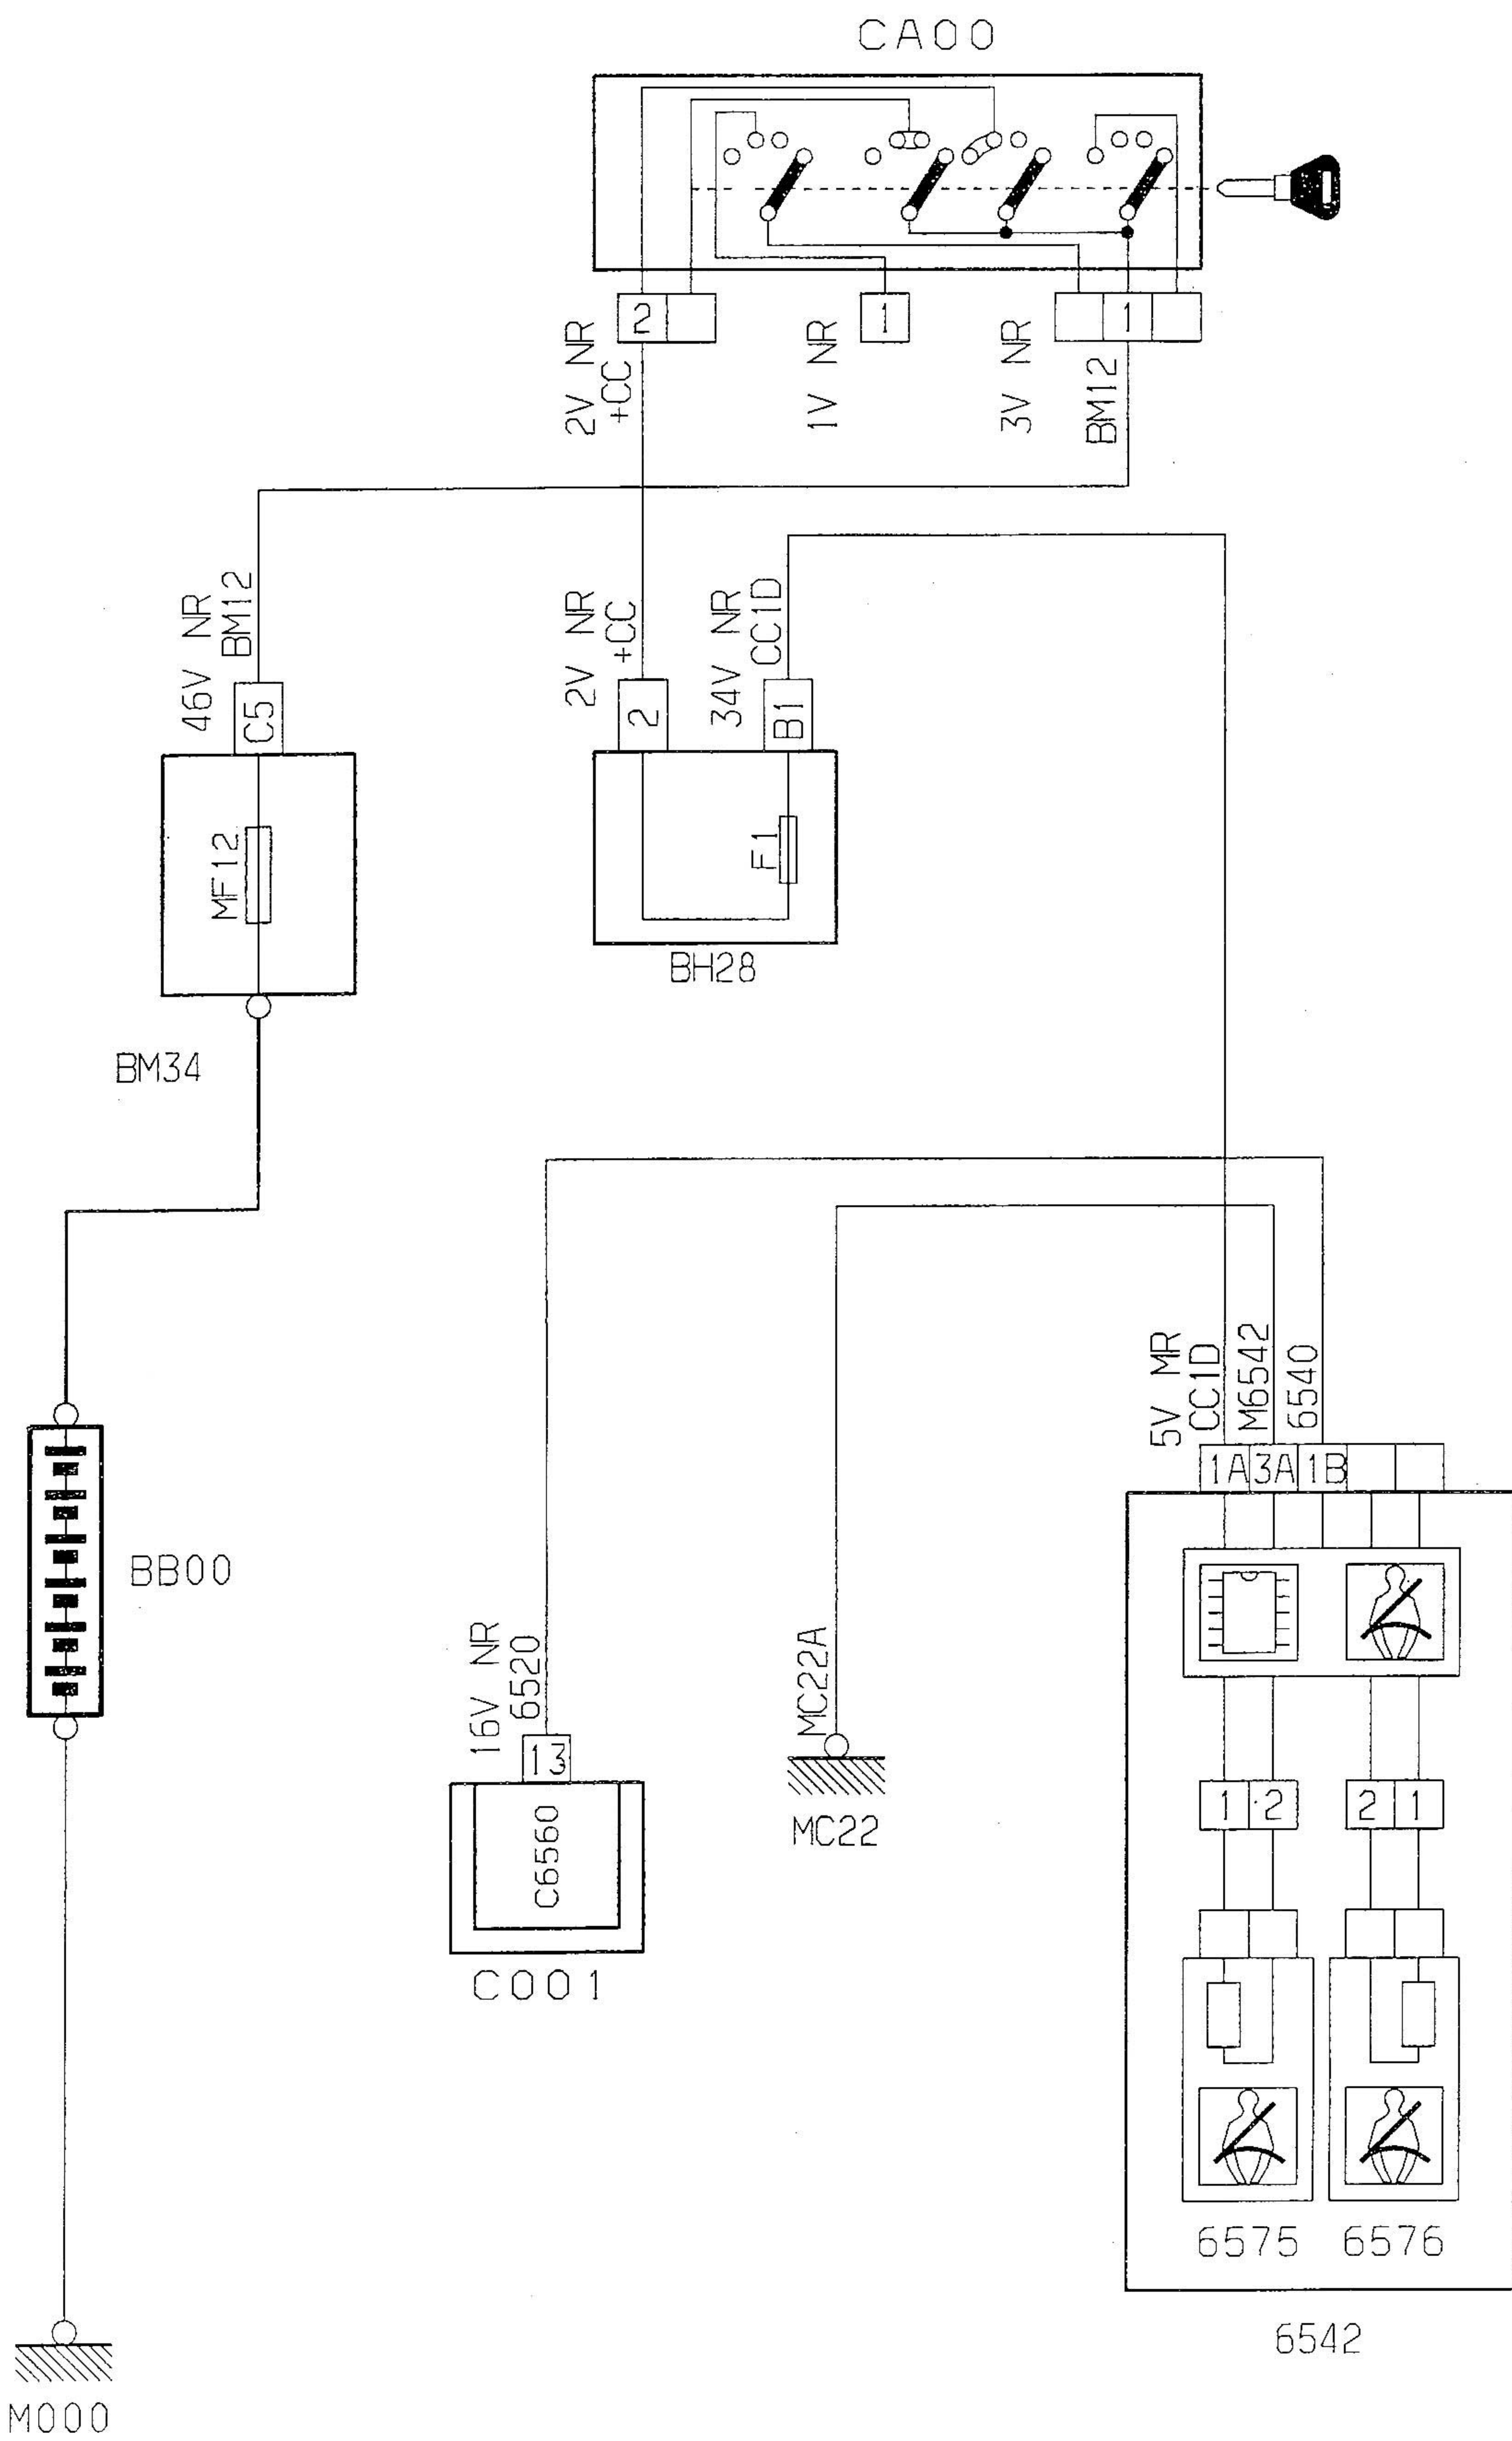 CA00
2
1
1
2V NR
+CC
1V NR
3V NR
BM12
46V NR
BM12
2V NR
+CC
34V NR
CC1D
C5
2
B1
MF12
F1
BH28
BM34
5V MR
CC1D
M6542
6540
1A 3A 1B
BB00
16V NR
6520
MC22A
13
C6560
MC22
1 2
2 1
C001
6575
6576
6542
M000